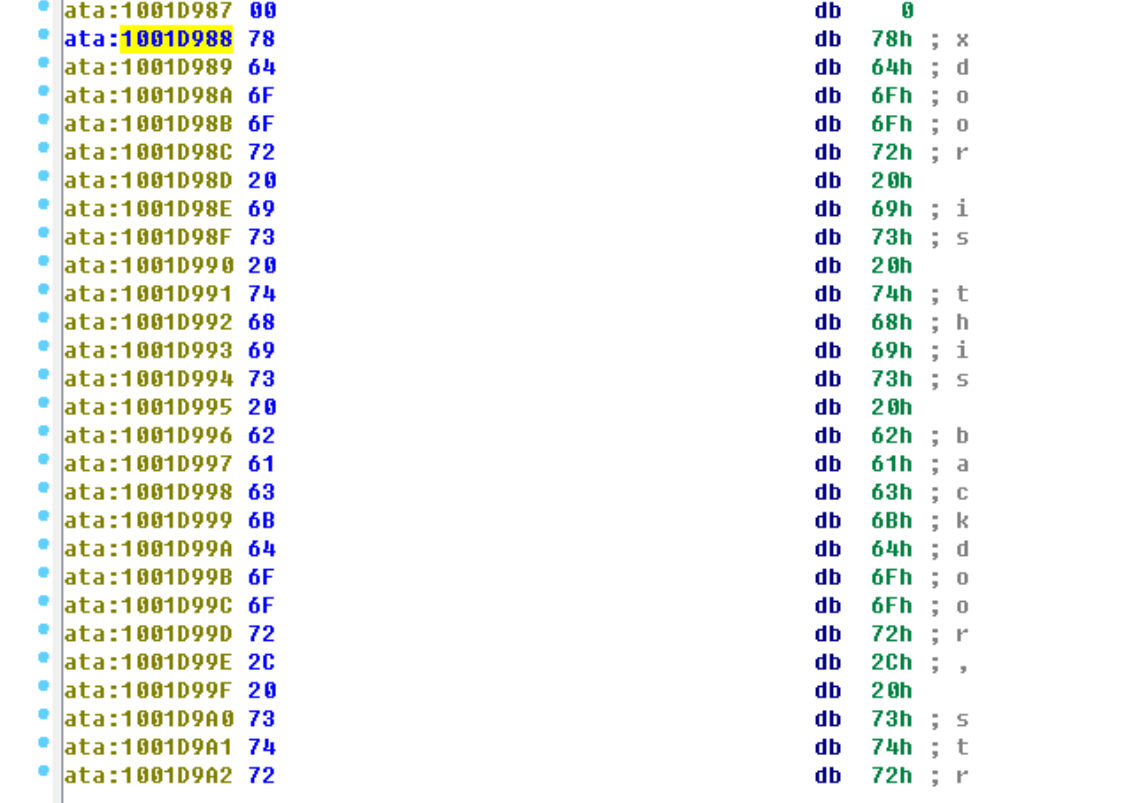 ata:1001D987 00 db 0
ata:1001D988 78 db 78h ; x
ata:1001D989 64 db 64h ; d
ata:1001D98A 6F db 6Fh ; o
ata:1001D98B 6F db 6Fh ; o
ata:1001D98C 72 db 72h ; r
ata:1001D98D 20 db 20h
ata:1001D98E 69 db 69h ; i
ata:1001D98F 73 db 73h ; s
ata:1001D990 20 db 20h
ata:1001D991 74 db 74h ; t
ata:1001D992 68 db 68h ; h
ata:1001D993 69 db 69h ; i
ata:1001D994 73 db 73h ; s
ata:1001D995 20 db 20h
ata:1001D996 62 db 62h ; b
ata:1001D997 61 db 61h ; a
ata:1001D998 63 db 63h ; c
ata:1001D999 6B db 6Bh ; k
ata:1001D99A 64 db 64h ; d
ata:1001D99B 6F db 6Fh ; o
ata:1001D99C 6F db 6Fh ; o
ata:1001D99D 72 db 72h ; r
ata:1001D99E 2C db 2Ch ; ,
ata:1001D99F 20 db 20h
ata:1001D9A0 73 db 73h ; s
ata:1001D9A1 74 db 74h ; t
ata:1001D9A2 72 db 72h ; r